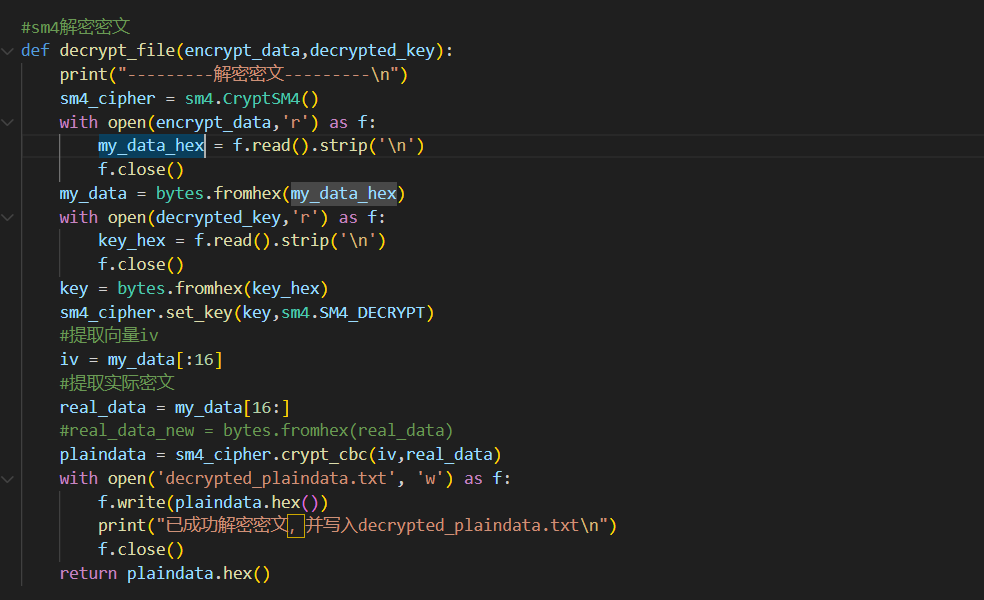 #sm4解密密文
def decrypt_file(encrypt_data,decrypted_key):
    print("---------解密密文---------\n")
    sm4_cipher = sm4.CryptSM4()
    with open(encrypt_data,'r') as f:
        my_data_hex = f.read().strip('\n')
        f.close()
    my_data = bytes.fromhex(my_data_hex)
    with open(decrypted_key,'r') as f:
        key_hex = f.read().strip('\n')
        f.close()
    key = bytes.fromhex(key_hex)
    sm4_cipher.set_key(key,sm4.SM4_DECRYPT)
    #提取向量iv
    iv = my_data[:16]
    #提取实际密文
    real_data = my_data[16:]
    #real_data_new = bytes.fromhex(real_data)
    plaindata = sm4_cipher.crypt_cbc(iv,real_data)
    with open('decrypted_plaindata.txt', 'w') as f:
        f.write(plaindata.hex())
        print("已成功解密密文，并写入decrypted_plaindata.txt\n")
        f.close()
    return plaindata.hex()